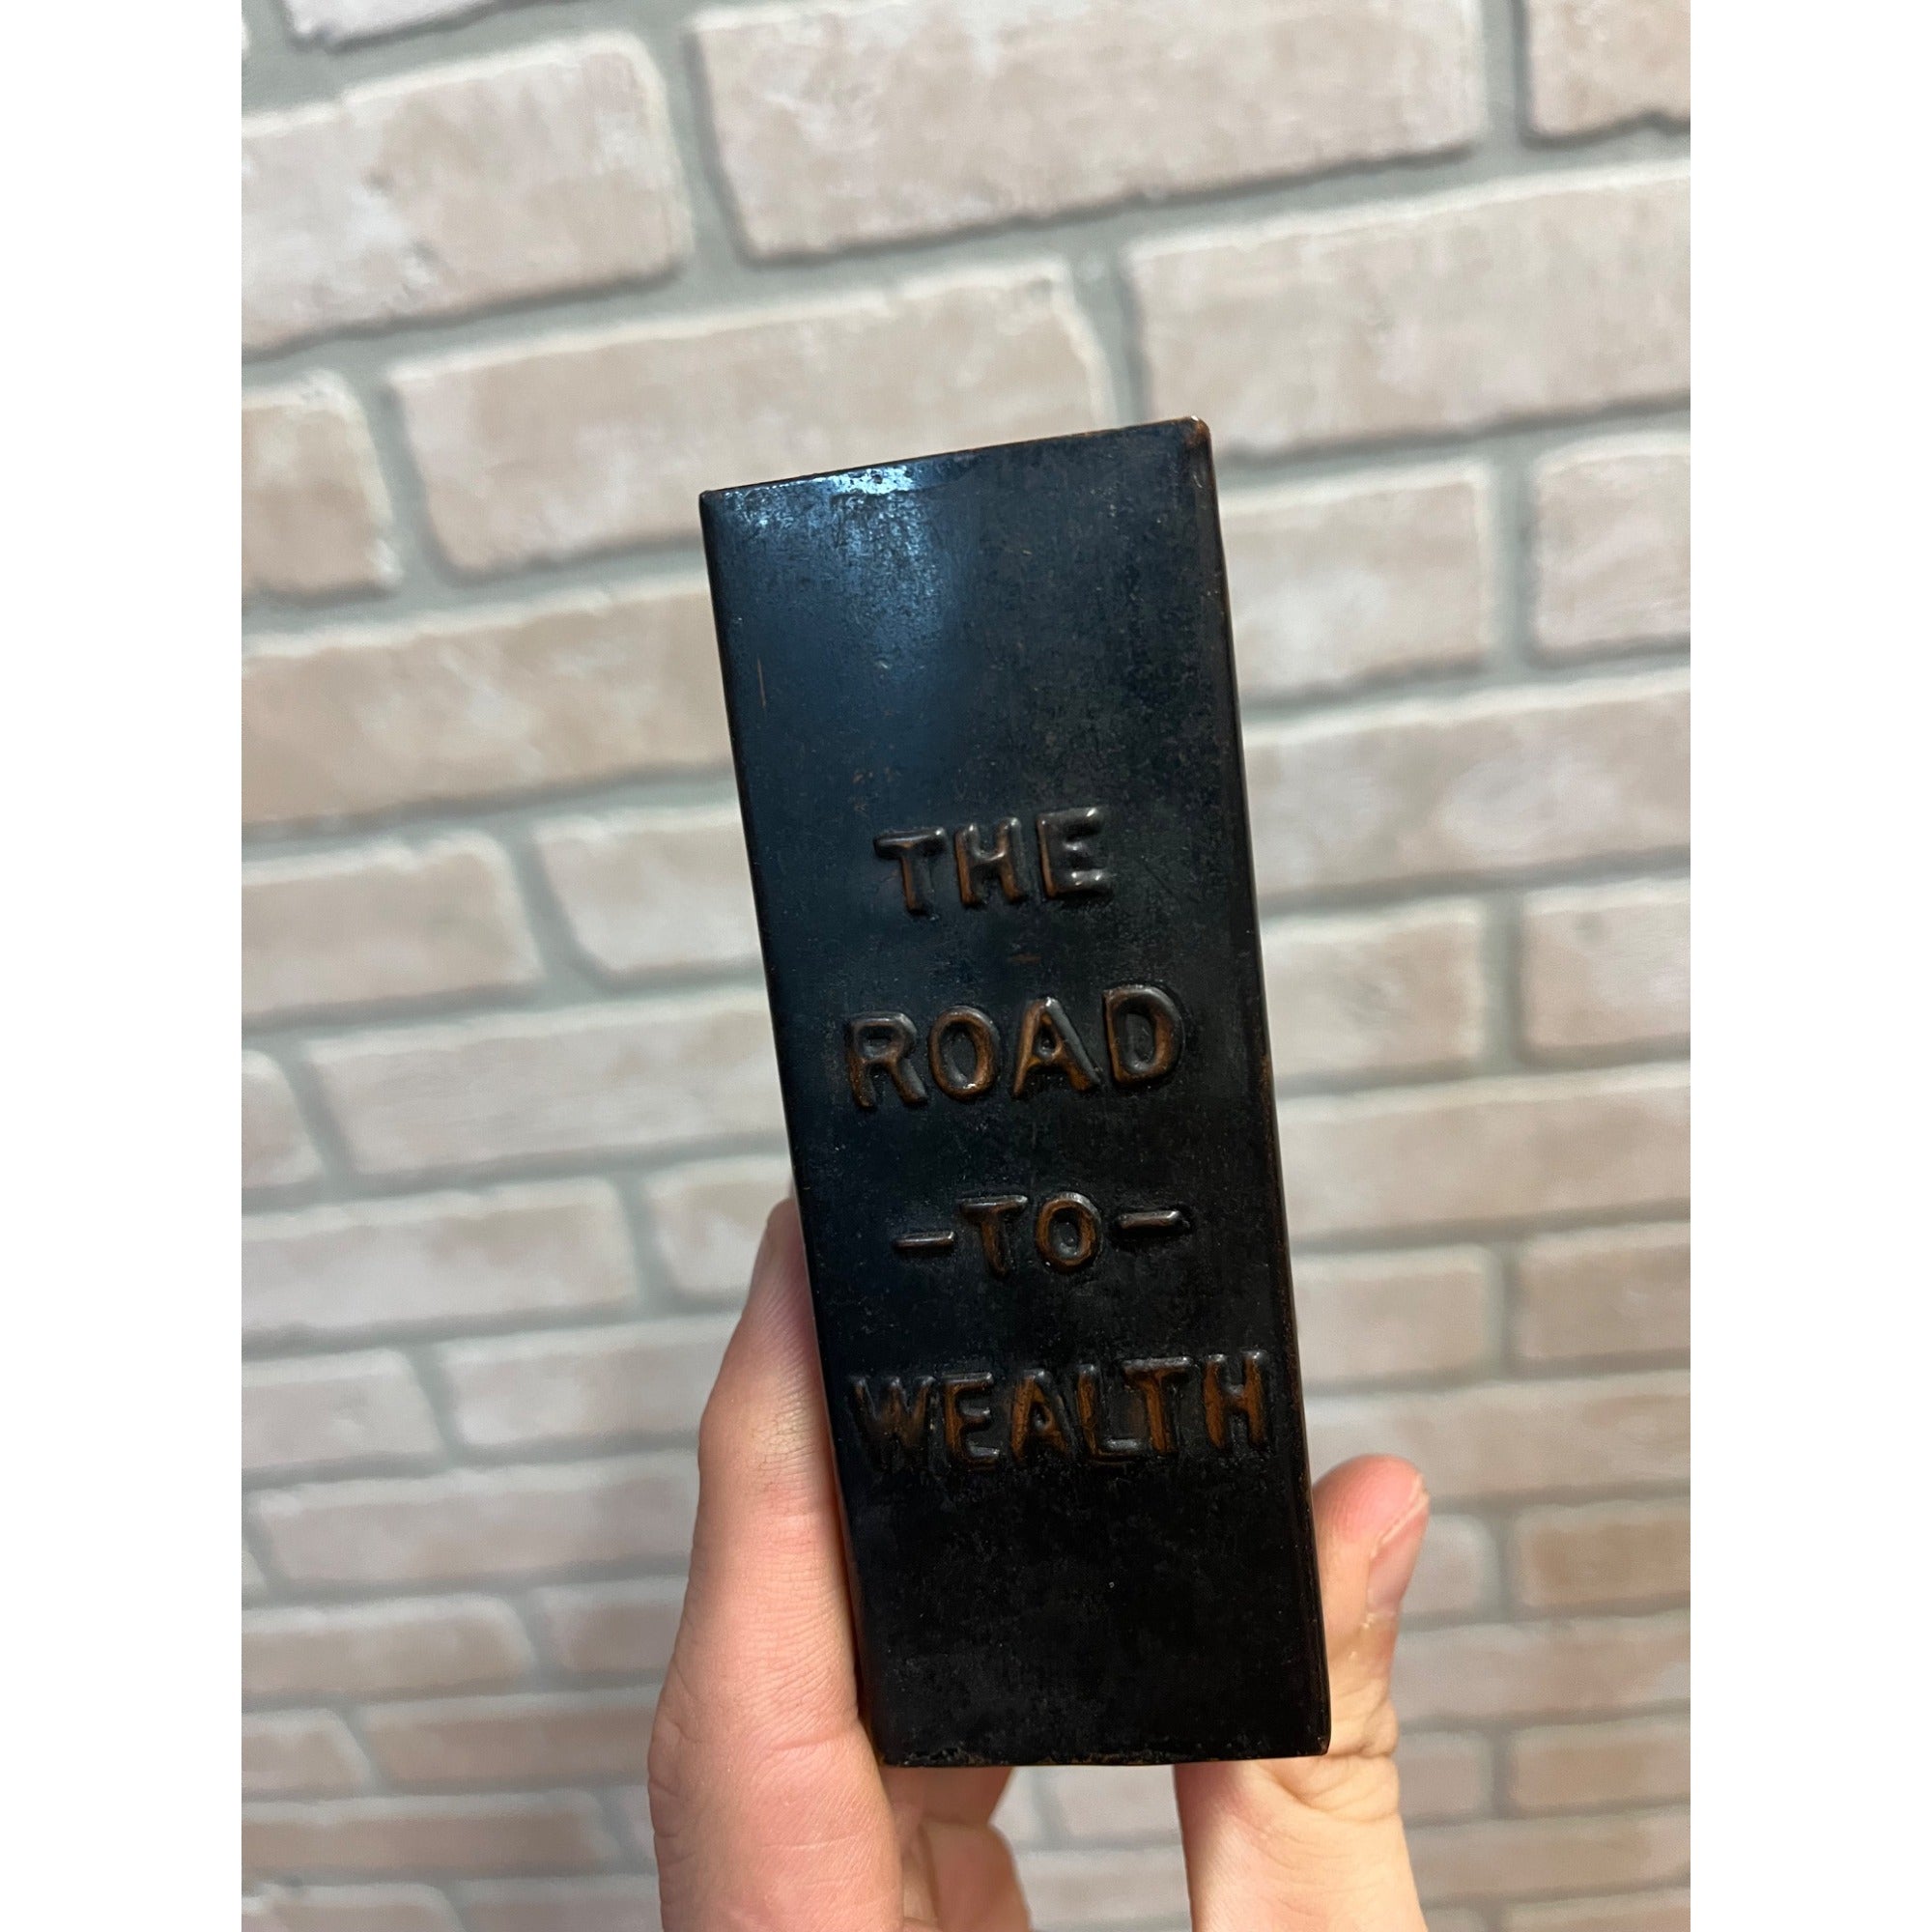 THE
ROAD
-TO-
WEALTH